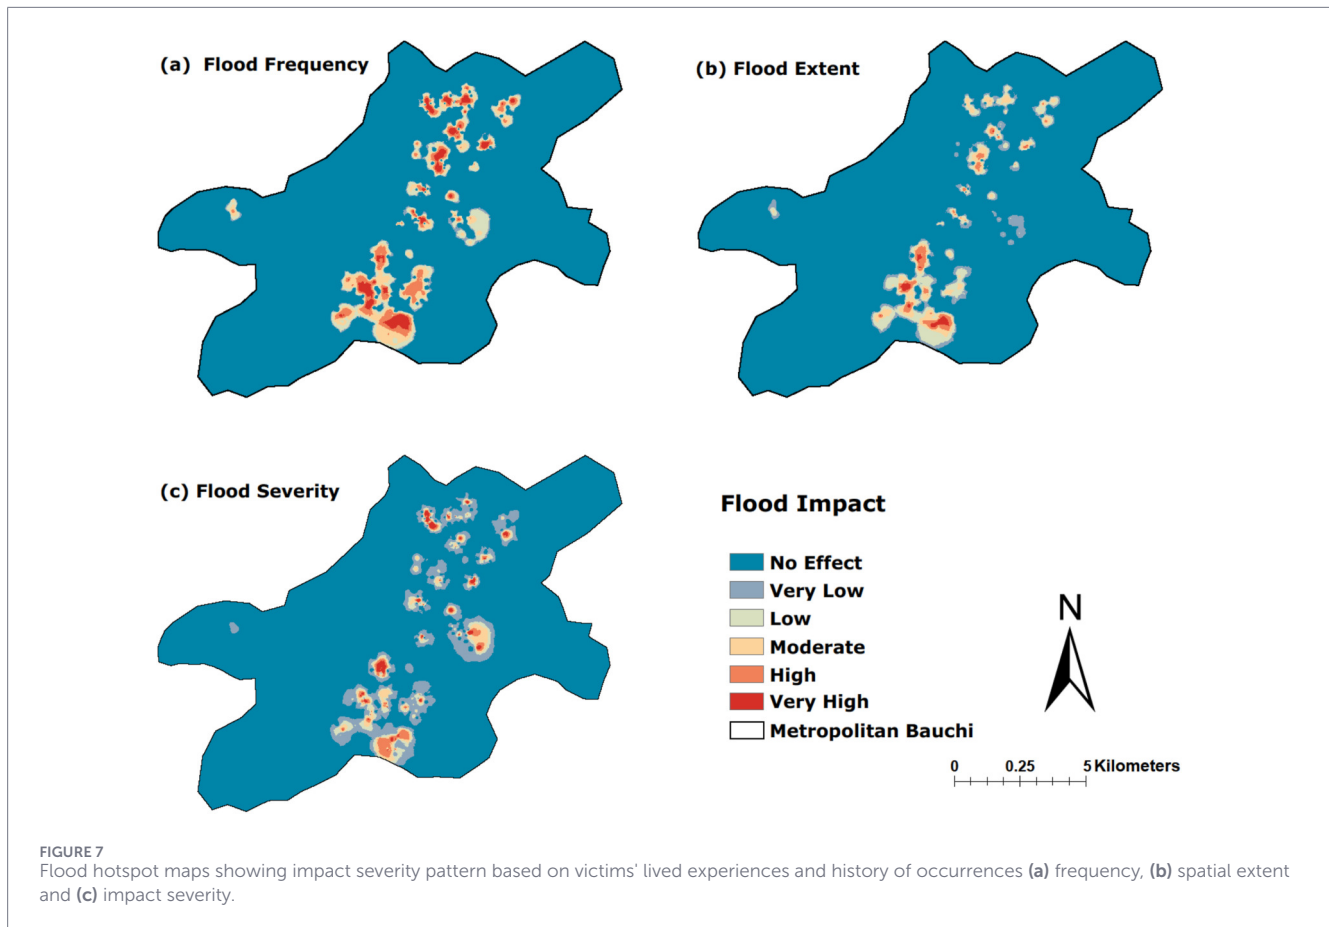 (a) Flood Frequency
(b) Flood Extent
(c) Flood Severity
Flood Impact
No Effect
Very Low
Low
Moderate
High
Very High
Metropolitan Bauchi
N
0 0.25 5 Kilometers
FIGURE 7
Flood hotspot maps showing impact severity pattern based on victims' lived experiences and history of occurrences (a) frequency, (b) spatial extent
and (c) impact severity.